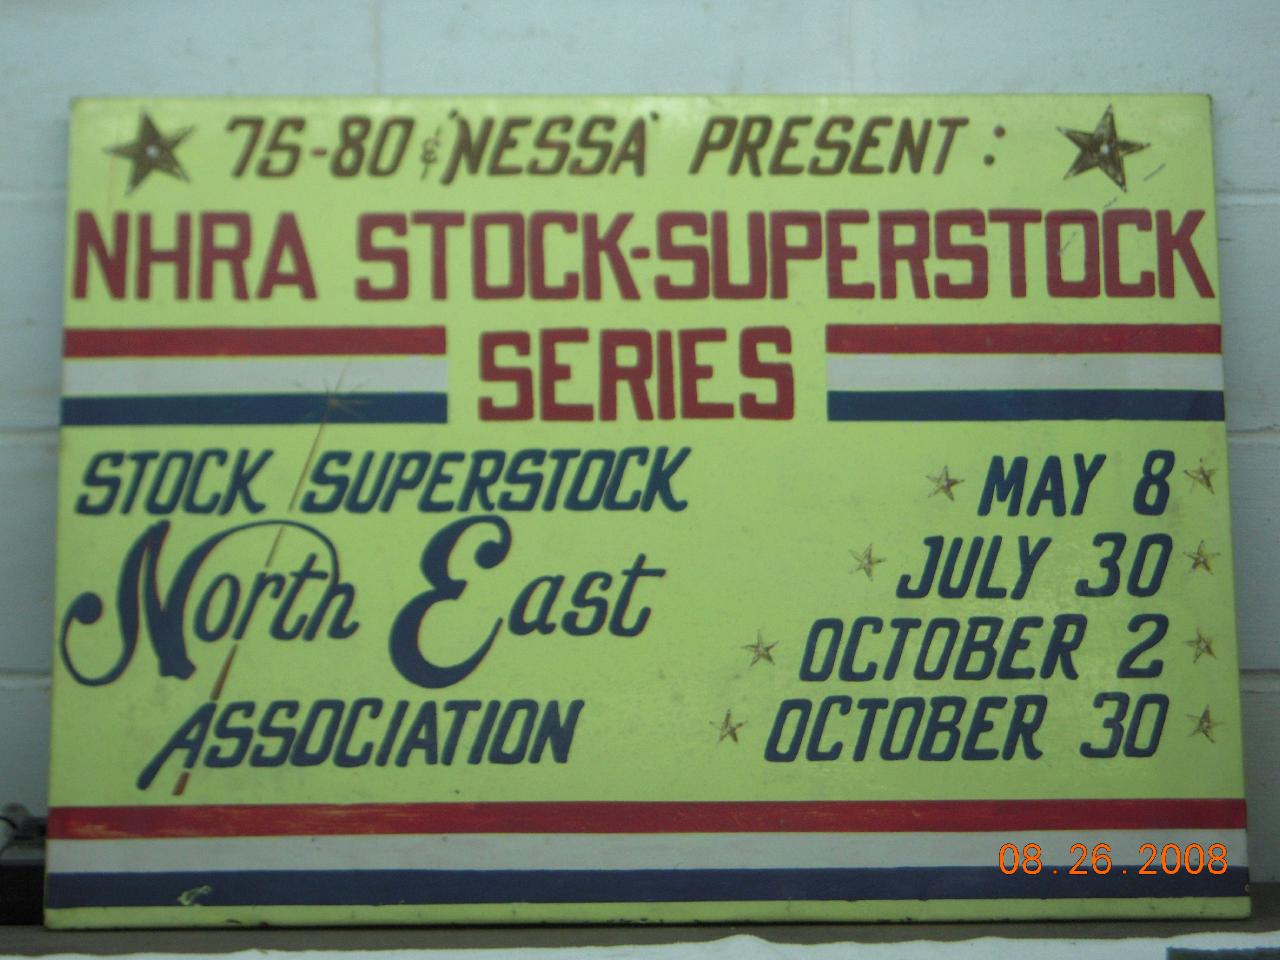 75-80 & 'NESSA' PRESENT :
NHRA STOCK-SUPERSTOCK
SERIES
STOCK SUPERSTOCK
North East
ASSOCIATION
MAY 8
JULY 30
OCTOBER 2
OCTOBER 30
08.26.2008